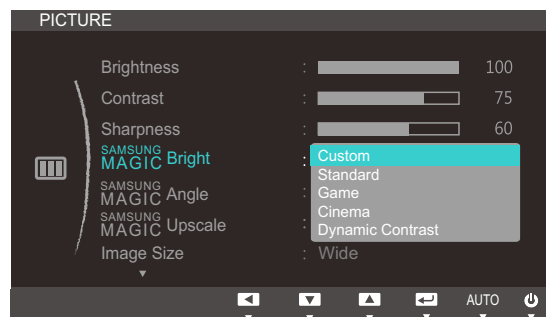 PICTURE
Brightness : 100
Contrast : 75
Sharpness : 60
SAMSUNG MAGIC Bright : Custom
Standard
SAMSUNG MAGIC Angle : Game
Cinema
SAMSUNG MAGIC Upscale : Dynamic Contrast
Image Size : Wide
AUTO